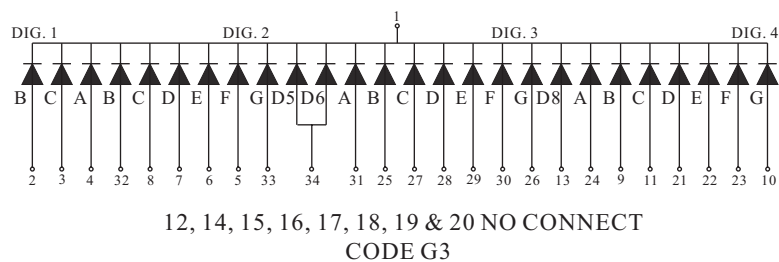 1
DIG. 1 DIG. 2 DIG. 3 DIG. 4
B C A B C D E F G D5 D6 A B C D E F G D8 A B C D E F G
2 3 4 32 8 7 6 5 33 34 31 25 27 28 29 30 26 13 24 9 11 21 22 23 10
12, 14, 15, 16, 17, 18, 19 & 20 NO CONNECT
CODE G3